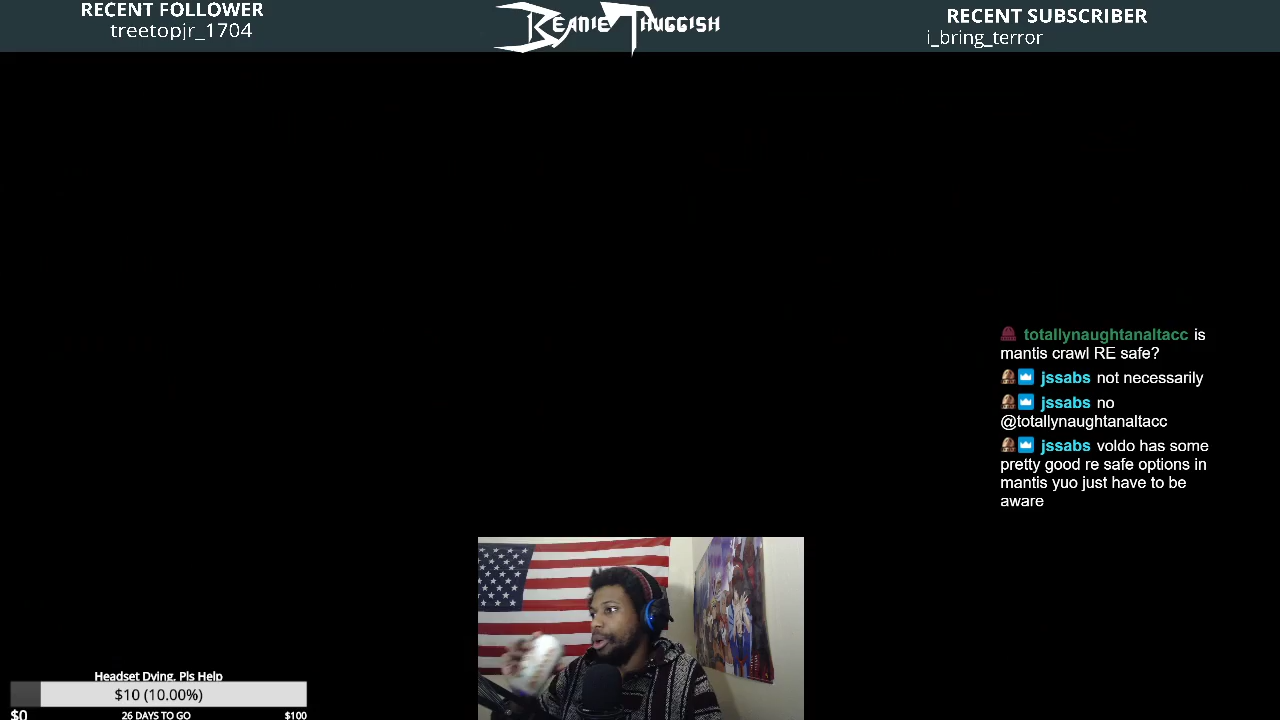 RECENT FOLLOWER
treetopjr_1704
BEANIE THUGGISH
RECENT SUBSCRIBER
i_bring_terror
totallynaughtanaltacc is
mantis crawl RE safe?
jssabs not necessarily
jssabs no
@totallynaughtanaltacc
jssabs voldo has some
pretty good re safe options in
mantis yuo just have to be
aware
Headset Dying, Pls Help
$10 (10.00%)
$0 26 DAYS TO GO $100